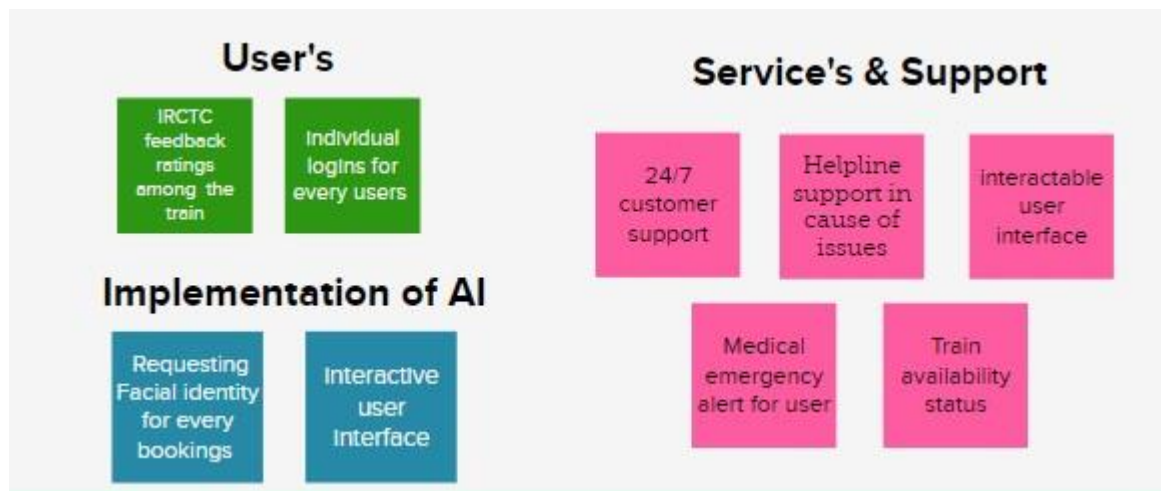 User's
IRCTC
feedback
ratings
among the
train
Individual
logins for
every users
Implementation of AI
Requesting
Facial identity
for every
bookings
Interactive
user
Interface
Service's & Support
24/7
customer
support
Helpline
support in
cause of
issues
interactable
user
interface
Medical
emergency
alert for user
Train
availability
status